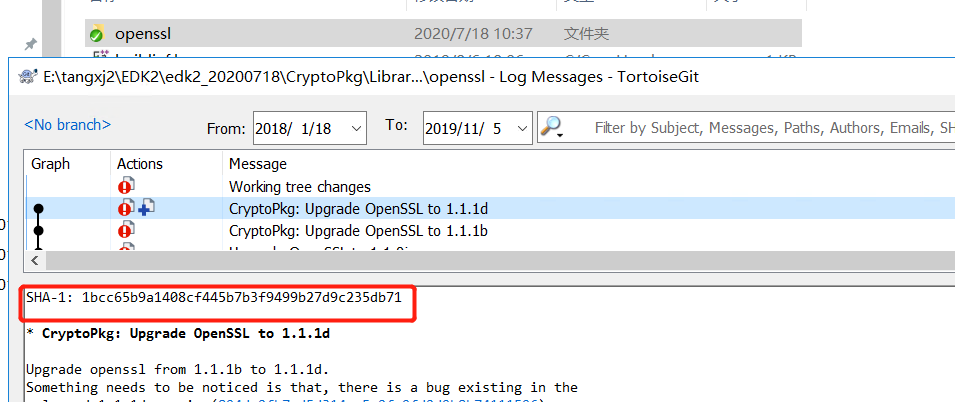 openssl 2020/7/18 10:37 文件夹
E:\tangxj2\EDK2\edk2_20200718\CryptoPkg\Librar...\openssl - Log Messages - TortoiseGit
<No branch> From: 2018/ 1/18 To: 2019/11/ 5 Filter by Subject, Messages, Paths, Authors, Emails, SH
Graph Actions Message
Working tree changes
CryptoPkg: Upgrade OpenSSL to 1.1.1d
CryptoPkg: Upgrade OpenSSL to 1.1.1b
SHA-1: 1bcc65b9a1408cf445b7b3f9499b27d9c235db71
* CryptoPkg: Upgrade OpenSSL to 1.1.1d
Upgrade openssl from 1.1.1b to 1.1.1d.
Something needs to be noticed is that, there is a bug existing in the